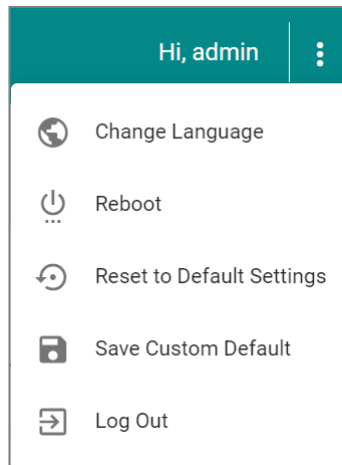 Hi, admin
Change Language
Reboot
Reset to Default Settings
Save Custom Default
Log Out